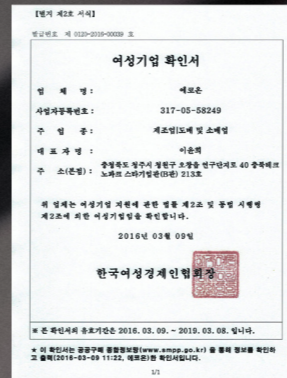 【별지 제2호 서식】
발급번호 제 0123-2016-00039 호
여성기업 확인서
업 체 명 : 에코온
사업자등록번호 : 317-05-58249
주 업 종 : 제조업|도매 및 소매업
대 표 자 명 : 이윤희
주 소(본점) : 충청북도 청주시 청원구 오창읍 연구단지로 40 충북테크
노파크 스타기업관(B관) 213호
위 업체는 여성기업 지원에 관한 법률 제2조 및 동법 시행령
제2조에 의한 여성기업임을 확인합니다.
2016년 03월 09일
한국여성경제인협회장
※ 본 확인서의 유효기간은 2016. 03. 09. ~ 2019. 03. 08. 입니다.
★ 이 확인서는 공공구매 종합정보망(www.smpp.go.kr) 을 통해 정보를 확인하
고 출력(2016-03-09 11:22, 에코온)한 확인서입니다.
1/1